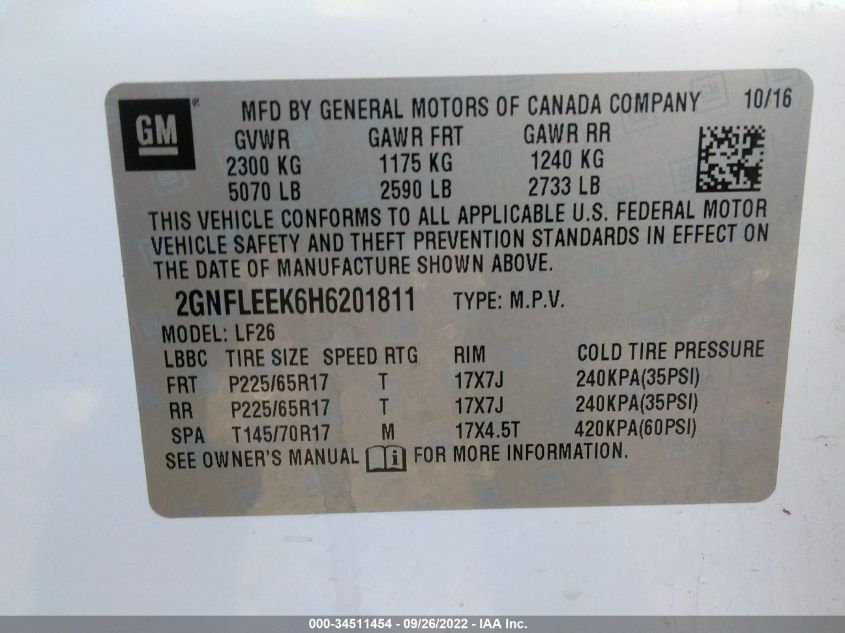 GM ® MFD BY GENERAL MOTORS OF CANADA COMPANY 10/16
GVWR GAWR FRT GAWR RR
2300 KG 1175 KG 1240 KG
5070 LB 2590 LB 2733 LB
THIS VEHICLE CONFORMS TO ALL APPLICABLE U.S. FEDERAL MOTOR
VEHICLE SAFETY AND THEFT PREVENTION STANDARDS IN EFFECT ON
THE DATE OF MANUFACTURE SHOWN ABOVE.
2GNFLEEK6H6201811 TYPE: M.P.V.
MODEL: LF26
LBBC TIRE SIZE SPEED RTG RIM COLD TIRE PRESSURE
FRT P225/65R17 T 17X7J 240KPA(35PSI)
RR P225/65R17 T 17X7J 240KPA(35PSI)
SPA T145/70R17 M 17X4.5T 420KPA(60PSI)
SEE OWNER'S MANUAL i FOR MORE INFORMATION.
000-34511454 - 09/26/2022 - IAA Inc.